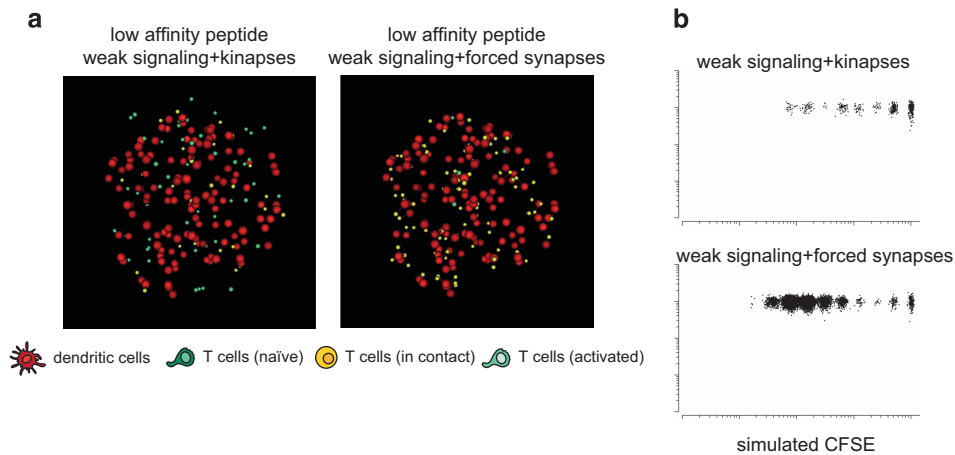 a
low affinity peptide
weak signaling+kinapses
low affinity peptide
weak signaling+forced synapses
dendritic cells
T cells (naïve)
T cells (in contact)
T cells (activated)
b
weak signaling+kinapses
weak signaling+forced synapses
simulated CFSE